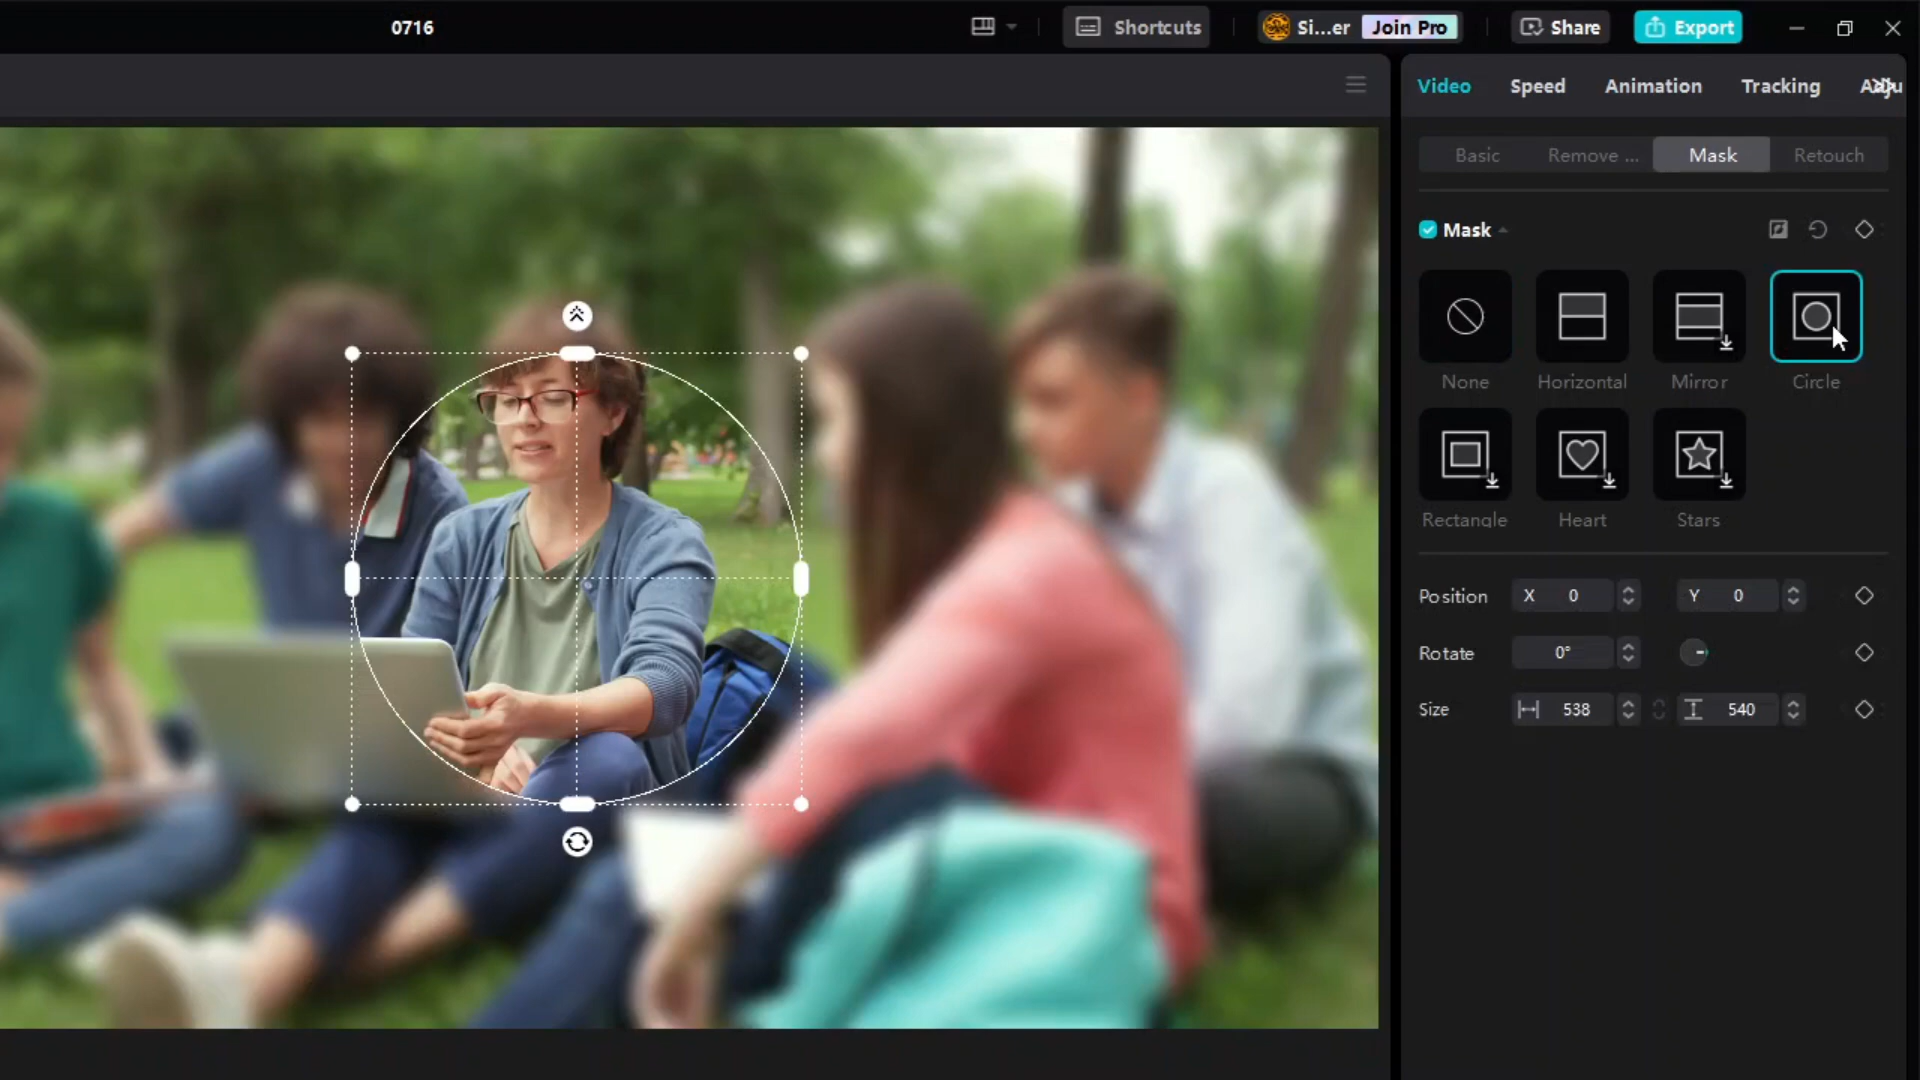 0716
Shortcuts
Si...er
Join Pro
Share
Export
Video
Speed
Animation
Tracking
Basic
Remove ...
Mask
Retouch
Mask
None
Horizontal
Mirror
Circle
Rectangle
Heart
Stars
Position X 0 Y 0
Rotate 0°
Size 538 540